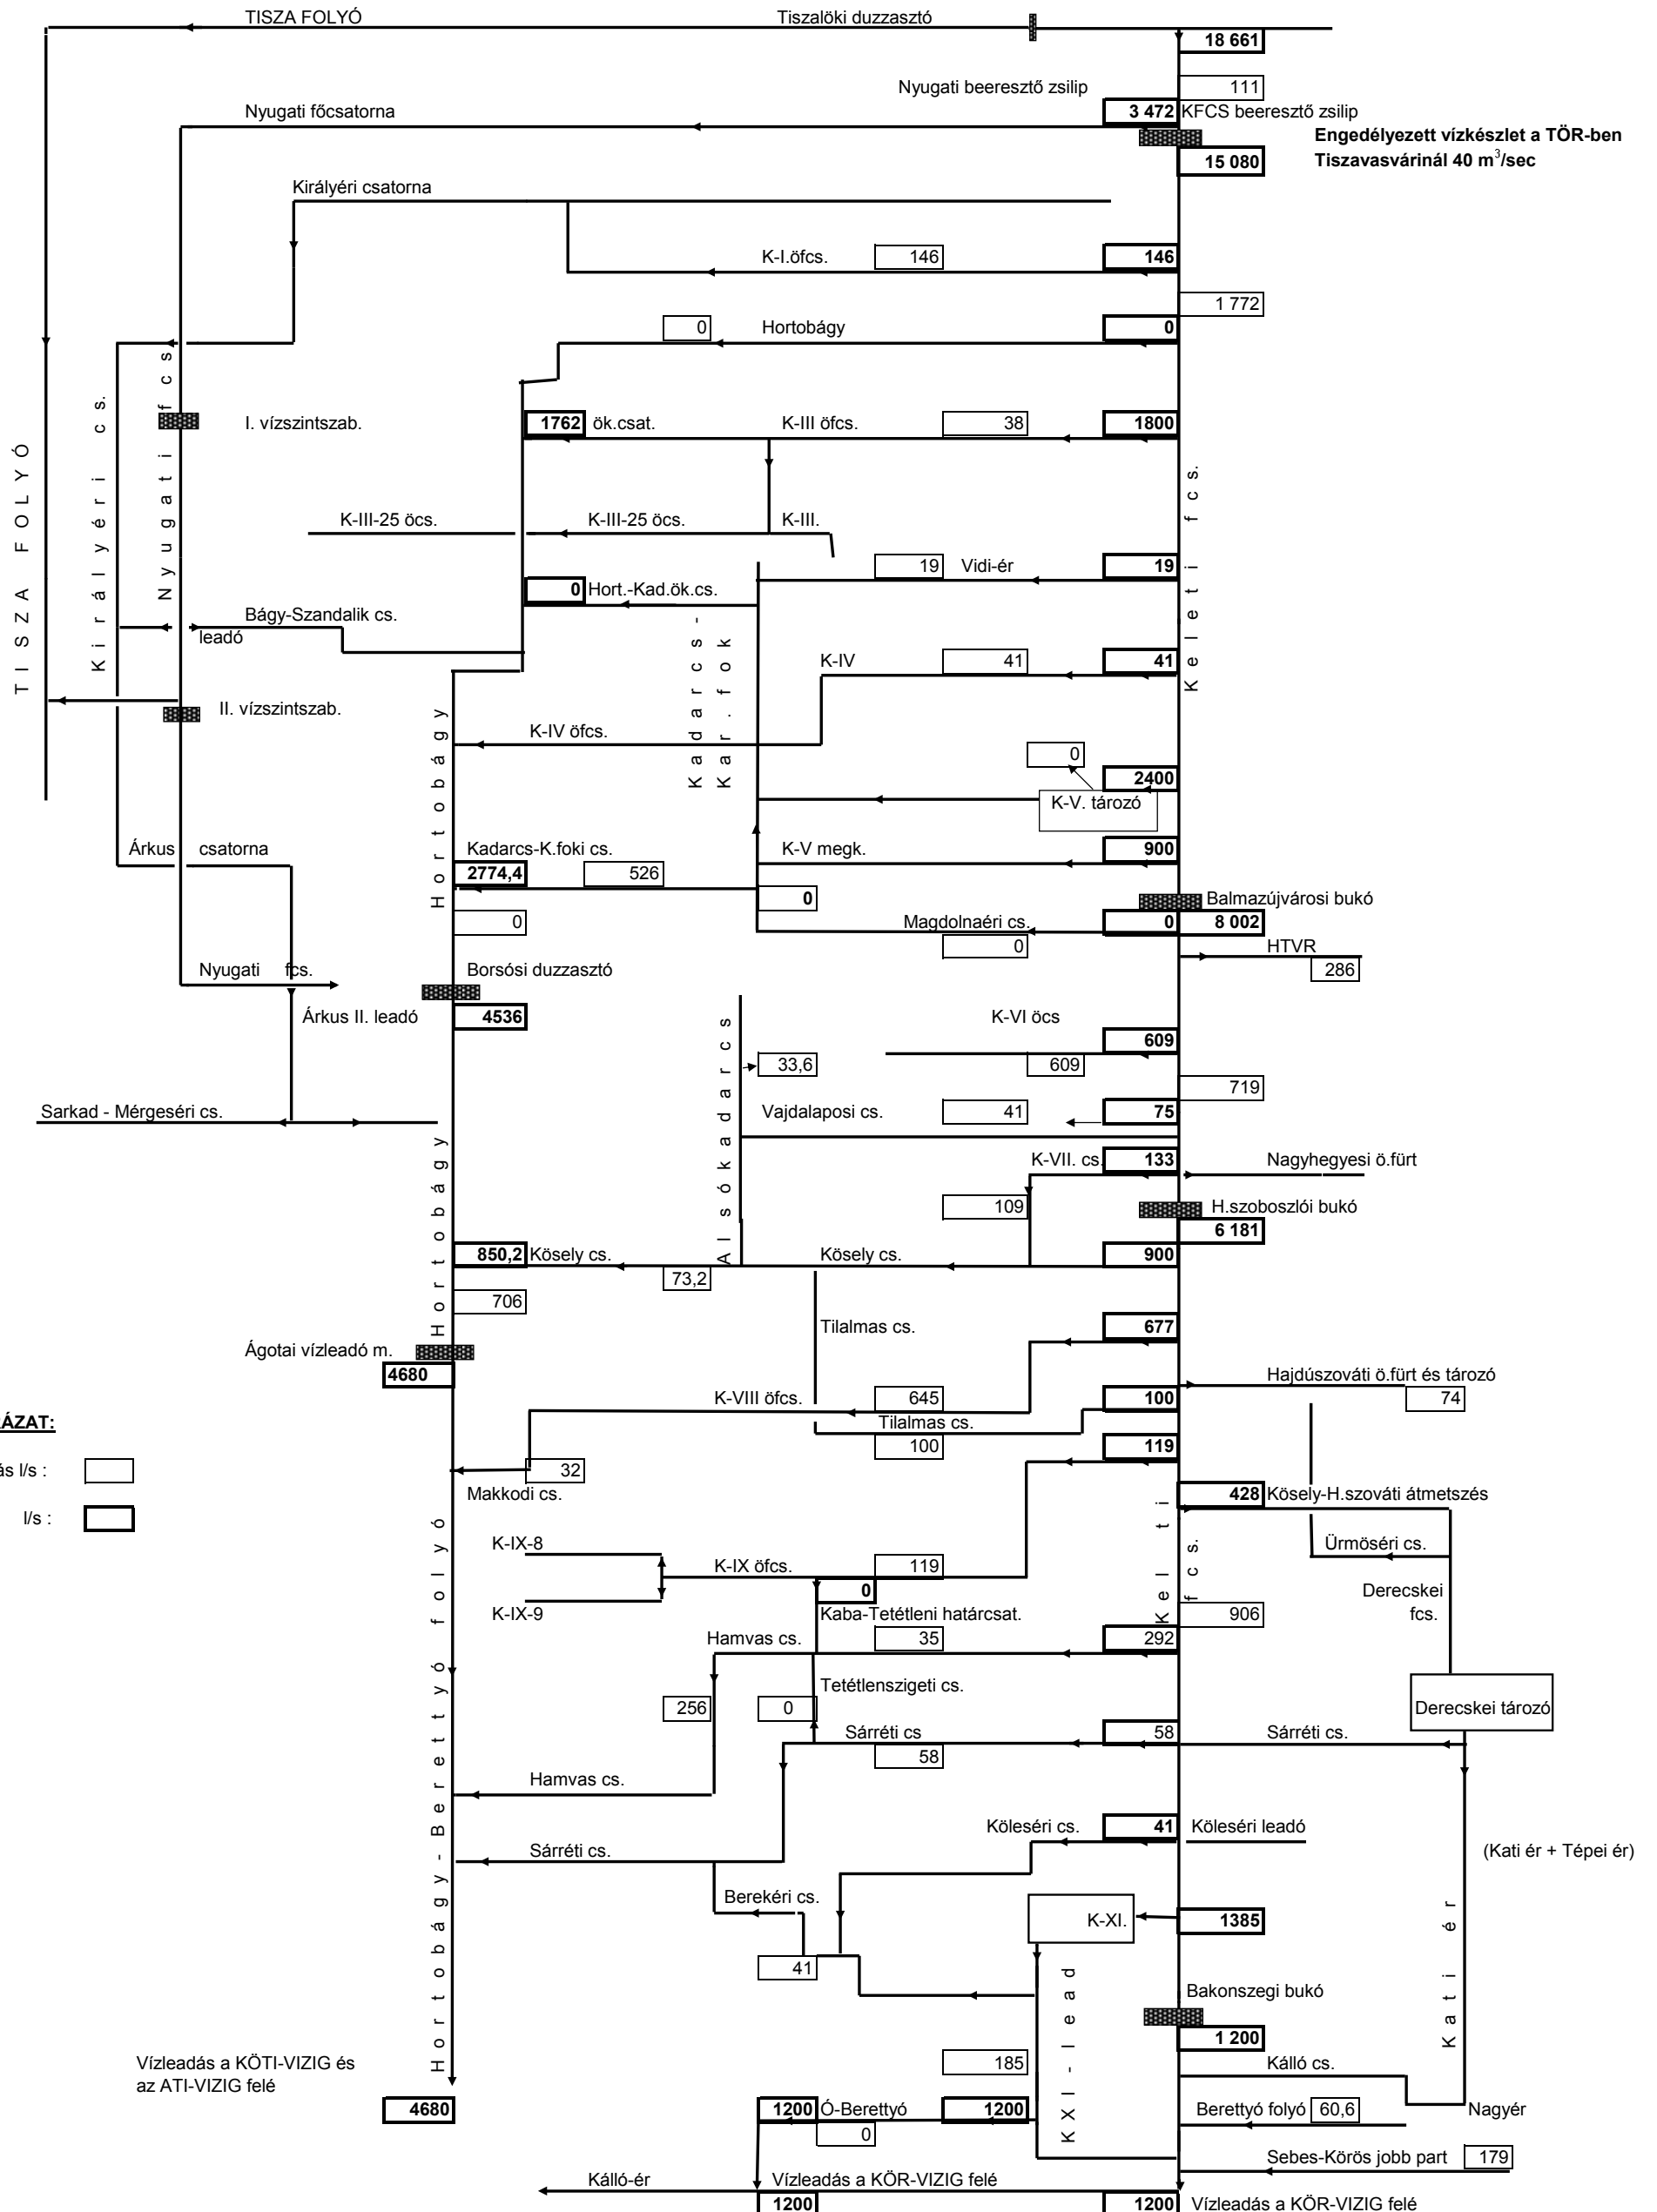 TISZA FOLYÓ
Tiszalöki duzzastó
18 661
Nyugati beeresztő zsilip
111
Nyugati főcsatorna
3 472
KFCS beeresztő zsilip
Engedélyezett vízkészlet a TÖR-ben
Tiszavasvárinál 40 m³/sec
15 080
Királyéri csatorna
K-I.öfcs.
146
146
1 772
0
Hortobágy
0
I. vízszintszab.
1762
ök.csat.
K-III öfcs.
38
1800
TISZA FOLYÓ
Királyéri cs.
Nyugati fcs
Keleti fcs.
K-III-25 öcs.
K-III-25 öcs.
K-III.
19
Vidi-ér
19
0
Hort.-Kad.ök.cs.
Bágy-Szandalik cs.
leadó
Kadarcs-
Kar.fok
K-IV
41
41
II. vízszintszab.
K-IV öfcs.
Hortobágy
0
2400
K-V. tározó
Árkus csatorna
Kadarcs-K.foki cs.
K-V megk.
900
2774,4
526
0
Balmazújvárosi bukó
0
Magdolnaéri cs.
0
8 002
0
HTVR
286
Nyugati fcs.
Borsósi duzzastó
Árkus II. leadó
4536
K-VI öcs
609
33,6
609
719
Alsókadarcs
Sarkad - Mérgeséri cs.
Vajdalaposi cs.
41
75
K-VII. cs.
133
Nagyhegyesi ö.fürt
109
H.szoboszlói bukó
6 181
Hortobágy
850,2
Kösely cs.
Kösely cs.
900
73,2
706
Tilalmas cs.
677
Ágotai vízleadó m.
4680
Hajdúszováti ö.fürt és tározó
K-VIII öfcs.
645
100
74
ÁZAT:
Tilalmas cs.
100
119
ás l/s :
32
Makkodi cs.
428
Kösely-H.szováti átmetszés
l/s :
K-IX-8
Ürmöséri cs.
K-IX öfcs.
119
0
Derecskei
fcs.
K-IX-9
Kaba-Tetétleni határcsat.
Kel ti
fcs.
906
Hamvas cs.
35
292
Tetétlenszigeti cs.
256
0
Derecskei tározó
Sárréti cs
58
Sárréti cs.
58
Hamvas cs.
Hortobágy-Berettyó folyó
Köleséri cs.
41
Köleséri leadó
Sárréti cs.
(Kati ér + Tépei ér)
Berekéri cs.
K-XI.
1385
41
Kati ér
KXI-lead
Bakonszegi bukó
1 200
Vízleadás a KÖTI-VIZIG és
az ATI-VIZIG felé
185
Kálló cs.
4680
1200
Ó-Berettyó
1200
Berettyó folyó
60,6
Nagyér
0
Sebes-Körös jobb part
179
Kálló-ér
Vízleadás a KÖR-VIZIG felé
1200
1200
Vízleadás a KÖR-VIZIG felé